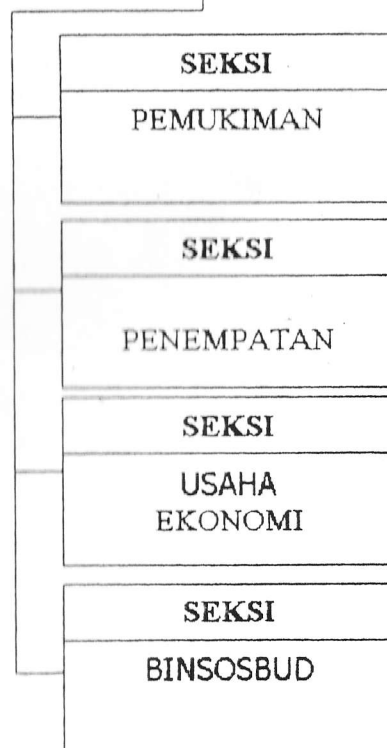 SEKSI
PEMUKIMAN
SEKSI
PENEMPATAN
SEKSI
USAHA
EKONOMI
SEKSI
BINSOSBUD